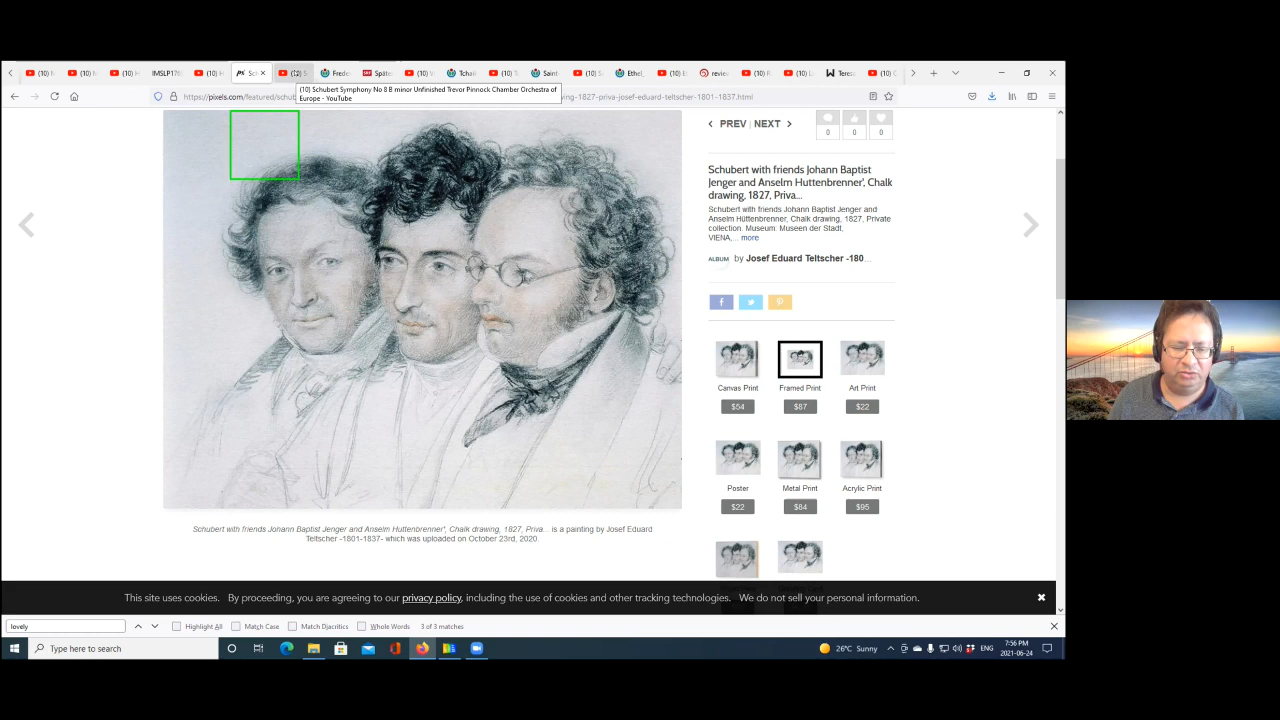 (10) Schubert Symphony No 8 B minor Unfinished Trevor Pinnock Chamber Orchestra of
Europe - YouTube
IMSLP178
Frede
Späte
Tchai
Saint-
Ethel_
review
Teresa
https://pixels.com/featured/schub
ing-1827-priva-josef-eduard-teltscher-1801-1837.html
PREV | NEXT
0 0 0
Schubert with friends Johann Baptist
Jenger and Anselm Huttenbrenner', Chalk
drawing, 1827, Priva...
Schubert with friends Johann Baptist Jenger and
Anselm Hüttenbrenner, Chalk drawing, 1827, Private
collection. Museum: Museen der Stadt,
VIENA,... more
ALBUM by Josef Eduard Teltscher -180...
Canvas Print Framed Print Art Print
$54 $87 $22
Poster Metal Print Acrylic Print
$22 $84 $95
Schubert with friends Johann Baptist Jenger and Anselm Huttenbrenner', Chalk drawing, 1827, Priva... is a painting by Josef Eduard
Teltscher -1801-1837- which was uploaded on October 23rd, 2020.
This site uses cookies. By proceeding, you are agreeing to our privacy policy, including the use of cookies and other tracking technologies. We do not sell your personal information.
lovely Highlight All Match Case Match Diacritics Whole Words 3 of 3 matches
Type here to search 26°C Sunny ENG 7:56 PM
2021-06-24